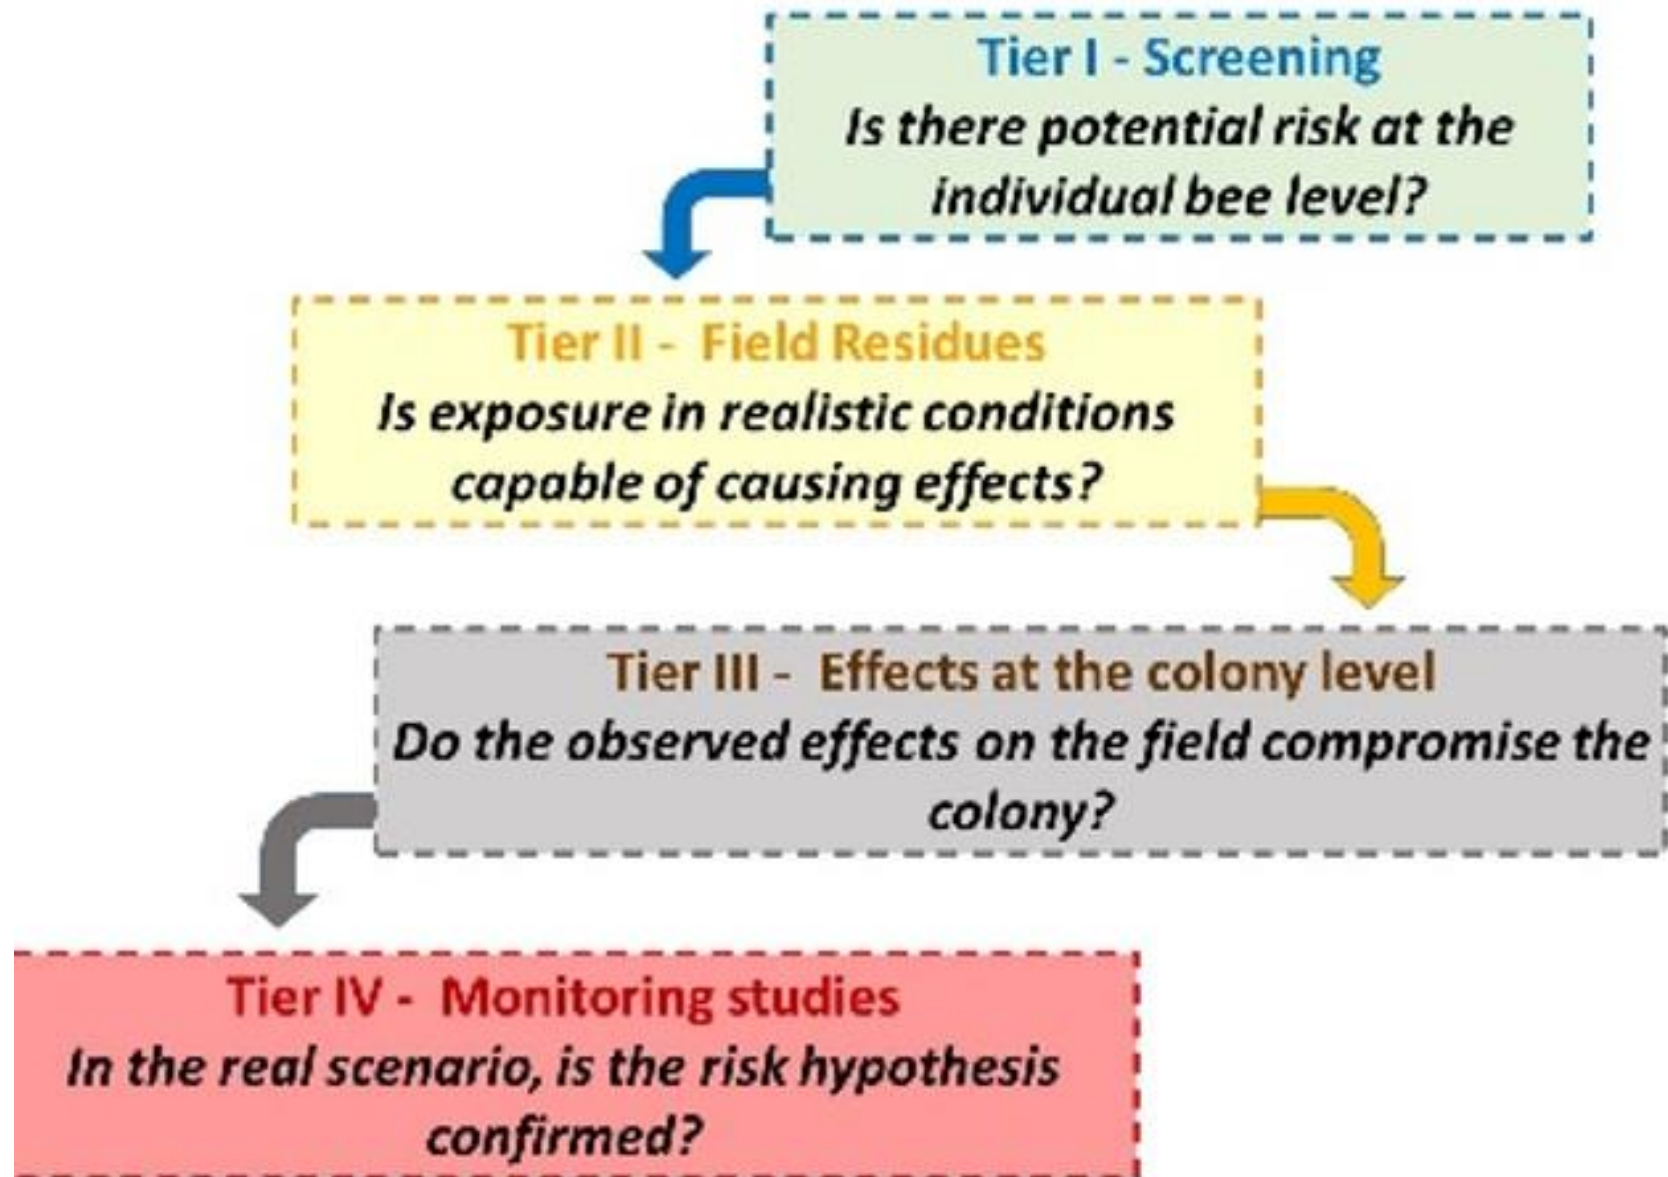 Tier I - Screening
Is there potential risk at the
individual bee level?
Tier II - Field Residues
Is exposure in realistic conditions
capable of causing effects?
Tier III - Effects at the colony level
Do the observed effects on the field compromise the
colony?
Tier IV - Monitoring studies
In the real scenario, is the risk hypothesis
confirmed?